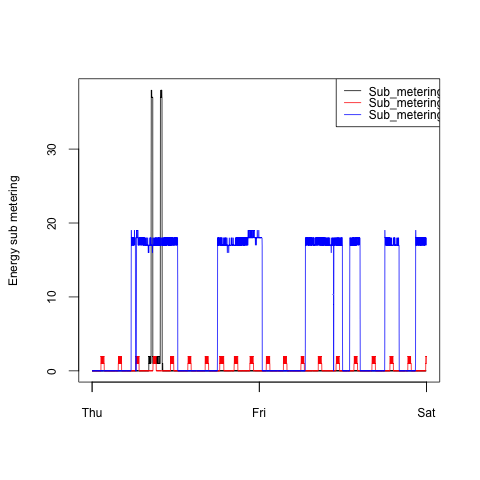 Sub_metering
Sub_metering
Sub_metering
Energy sub metering
30
20
10
0
Thu Fri Sat